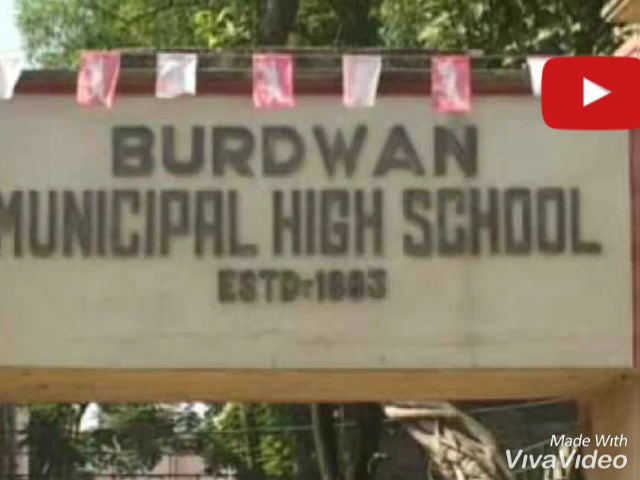 BURDWAN
MUNICIPAL HIGH SCHOOL
ESTD:1883
Made With
VivaVideo